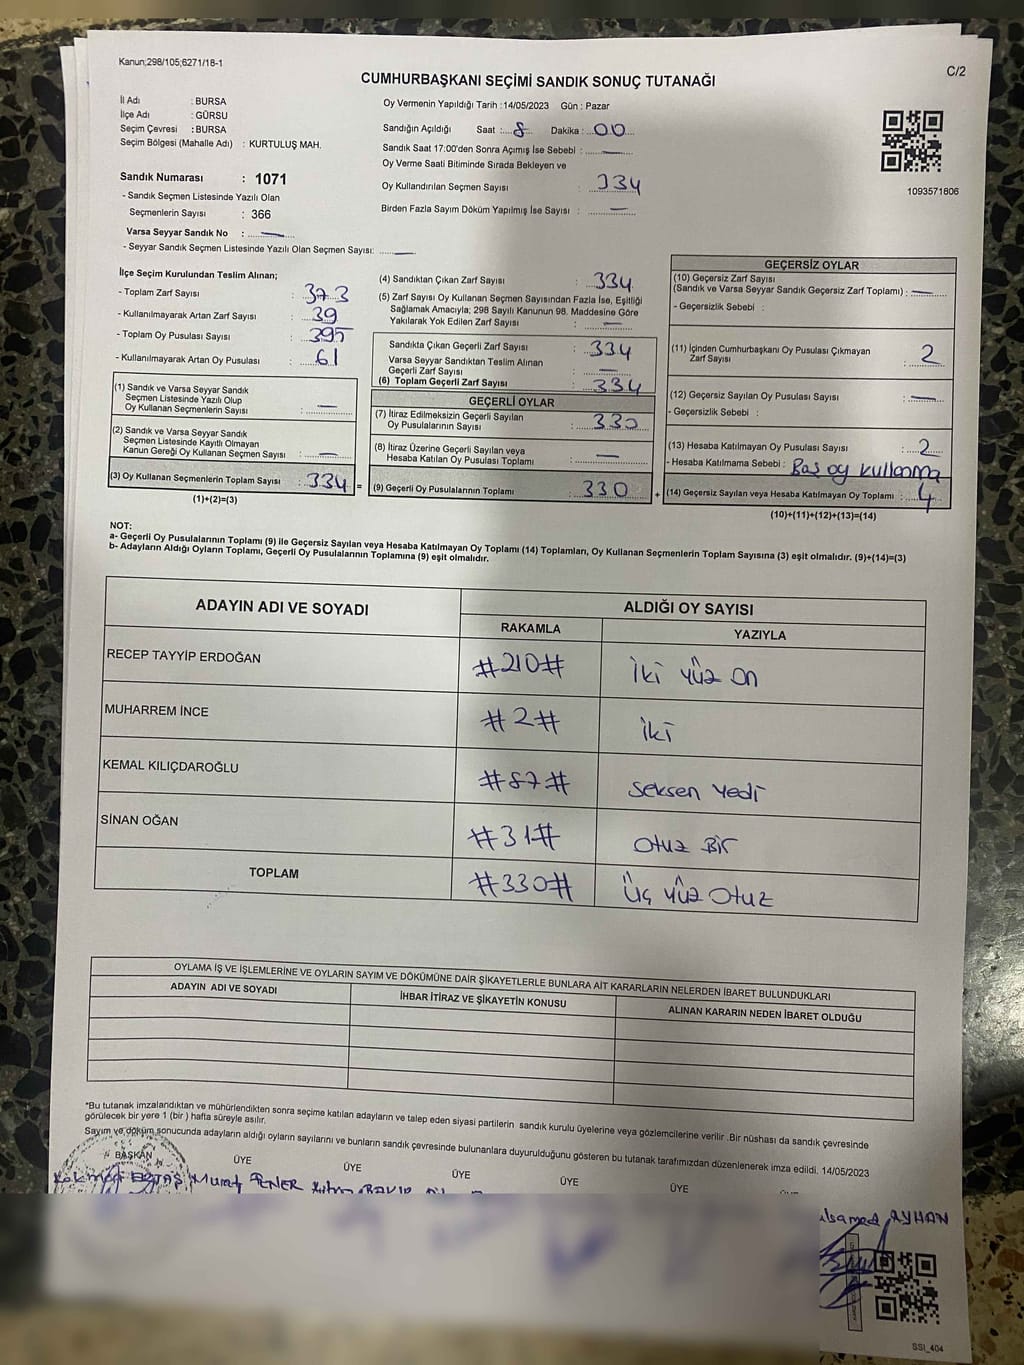 Kanun;298/105;6271/18-1
C/2
CUMHURBAŞKANI SEÇİMİ SANDIK SONUÇ TUTANAĞI
İl Adı : BURSA
İlçe Adı : GÜRSU
Seçim Çevresi : BURSA
Seçim Bölgesi (Mahalle Adı) : KURTULUŞ MAH.
Sandık Numarası : 1071
- Sandık Seçmen Listesinde Yazılı Olan
Seçmenlerin Sayısı : 366
Varsa Seyyar Sandık No : —
- Seyyar Sandık Seçmen Listesinde Yazılı Olan Seçmen Sayısı: —
Oy Vermenin Yapıldığı Tarih :14/05/2023 Gün : Pazar
Sandığın Açıldığı Saat : 8 Dakika : 00
Sandık Saat 17:00'den Sonra Açımış İse Sebebi : —
Oy Verme Saati Bitiminde Sırada Bekleyen ve
Oy Kullandırılan Seçmen Sayısı : 334
Birden Fazla Sayım Döküm Yapılmış İse Sayısı : —
1093571806
İlçe Seçim Kurulundan Teslim Alınan;
- Toplam Zarf Sayısı : 373
- Kullanılmayarak Artan Zarf Sayısı : 39
- Toplam Oy Pusulası Sayısı : 395
- Kullanılmayarak Artan Oy Pusulası : 61
(1) Sandık ve Varsa Seyyar Sandık
Seçmen Listesinde Yazılı Olup
Oy Kullanan Seçmenlerin Sayısı : —
(2) Sandık ve Varsa Seyyar Sandık
Seçmen Listesinde Kayıtlı Olmayan
Kanun Gereği Oy Kullanan Seçmen Sayısı : —
(3) Oy Kullanan Seçmenlerin Toplam Sayısı : 334 =
(1)+(2)=(3)
(4) Sandıktan Çıkan Zarf Sayısı : 334
(5) Zarf Sayısı Oy Kullanan Seçmen Sayısından Fazla İse, Eşitliği
Sağlamak Amacıyla; 298 Sayılı Kanunun 98. Maddesine Göre
Yakılarak Yok Edilen Zarf Sayısı : —
Sandıkta Çıkan Geçerli Zarf Sayısı : 334
Varsa Seyyar Sandıktan Teslim Alınan
Geçerli Zarf Sayısı : —
(6) Toplam Geçerli Zarf Sayısı : 334
GEÇERLİ OYLAR
(7) İtiraz Edilmeksizin Geçerli Sayılan
Oy Pusulalarının Sayısı : 330
(8) İtiraz Üzerine Geçerli Sayılan veya
Hesaba Katılan Oy Pusulası Toplamı : —
(9) Geçerli Oy Pusulalarının Toplamı : 330 +
GEÇERSİZ OYLAR
(10) Geçersiz Zarf Sayısı
(Sandık ve Varsa Seyyar Sandık Geçersiz Zarf Toplamı) : —
- Geçersizlik Sebebi :
(11) İçinden Cumhurbaşkanı Oy Pusulası Çıkmayan
Zarf Sayısı : 2
(12) Geçersiz Sayılan Oy Pusulası Sayısı : —
- Geçersizlik Sebebi :
(13) Hesaba Katılmayan Oy Pusulası Sayısı : 2
- Hesaba Katılmama Sebebi : Boş oy kullanma
(14) Geçersiz Sayılan veya Hesaba Katılmayan Oy Toplamı : 4
(10)+(11)+(12)+(13)=(14)
NOT:
a- Geçerli Oy Pusulalarının Toplamı (9) ile Geçersiz Sayılan veya Hesaba Katılmayan Oy Toplamı (14) Toplamları, Oy Kullanan Seçmenlerin Toplam Sayısına (3) eşit olmalıdır. (9)+(14)=(3)
b- Adayların Aldığı Oyların Toplamı, Geçerli Oy Pusulalarının Toplamına (9) eşit olmalıdır.
ADAYIN ADI VE SOYADI ALDIĞI OY SAYISI
RAKAMLA YAZIYLA
RECEP TAYYİP ERDOĞAN #210# İki yüz on
MUHARREM İNCE #2# İki
KEMAL KILIÇDAROĞLU #87# Seksen Yedi
SİNAN OĞAN #31# Otuz Bir
TOPLAM #330# Üç yüz Otuz
OYLAMA İŞ VE İŞLEMLERİNE VE OYLARIN SAYIM VE DÖKÜMÜNE DAİR ŞİKAYETLERLE BUNLARA AİT KARARLARIN NELERDEN İBARET BULUNDUKLARI
ADAYIN ADI VE SOYADI İHBAR İTİRAZ VE ŞİKAYETİN KONUSU ALINAN KARARIN NEDEN İBARET OLDUĞU
*Bu tutanak imzalandıktan ve mühürlendikten sonra seçime katılan adayların ve talep eden siyasi partilerin sandık kurulu üyelerine veya gözlemcilerine verilir .Bir nüshası da sandık çevresinde
görülecek bir yere 1 (bir ) hafta süreyle asılır.
Sayım ve döküm sonucunda adayların aldığı oyların sayılarını ve bunların sandık çevresinde bulunanlara duyurulduğunu gösteren bu tutanak tarafımızdan düzenlenerek imza edildi. 14/05/2023
BAŞKAN ÜYE ÜYE ÜYE ÜYE ÜYE
Murat ŞENER
AYHAN
SSI_404